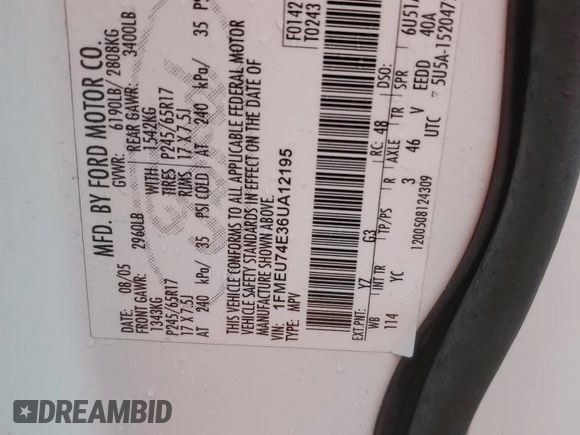 MFD. BY FORD MOTOR CO.
DATE: 08/05 GVWR: 6190LB/ 2808KG
FRONT GAWR: 2960LB REAR GAWR: 3400LB
1343KG WITH 1542KG
P245/65R17 TIRES P245/65R17
17 X 7.5J RIMS 17 X 7.5J
AT 240 kPa/ 35 PSI COLD AT 240 kPa/ 35 PS
THIS VEHICLE CONFORMS TO ALL APPLICABLE FEDERAL MOTOR
VEHICLE SAFETY STANDARDS IN EFFECT ON THE DATE OF
MANUFACTURE SHOWN ABOVE.
VIN: 1FMEU74E36UA12195
TYPE: MPV
F0142
T0243
EXT PNT: YZ RC: 48 DSO:
WB INT TR TP/PS R AXLE TR SPR
114 YC G3 3 46 V EEDD
6U51 40A
1200508124309 UTC 5U5A-152047
DREAMBID